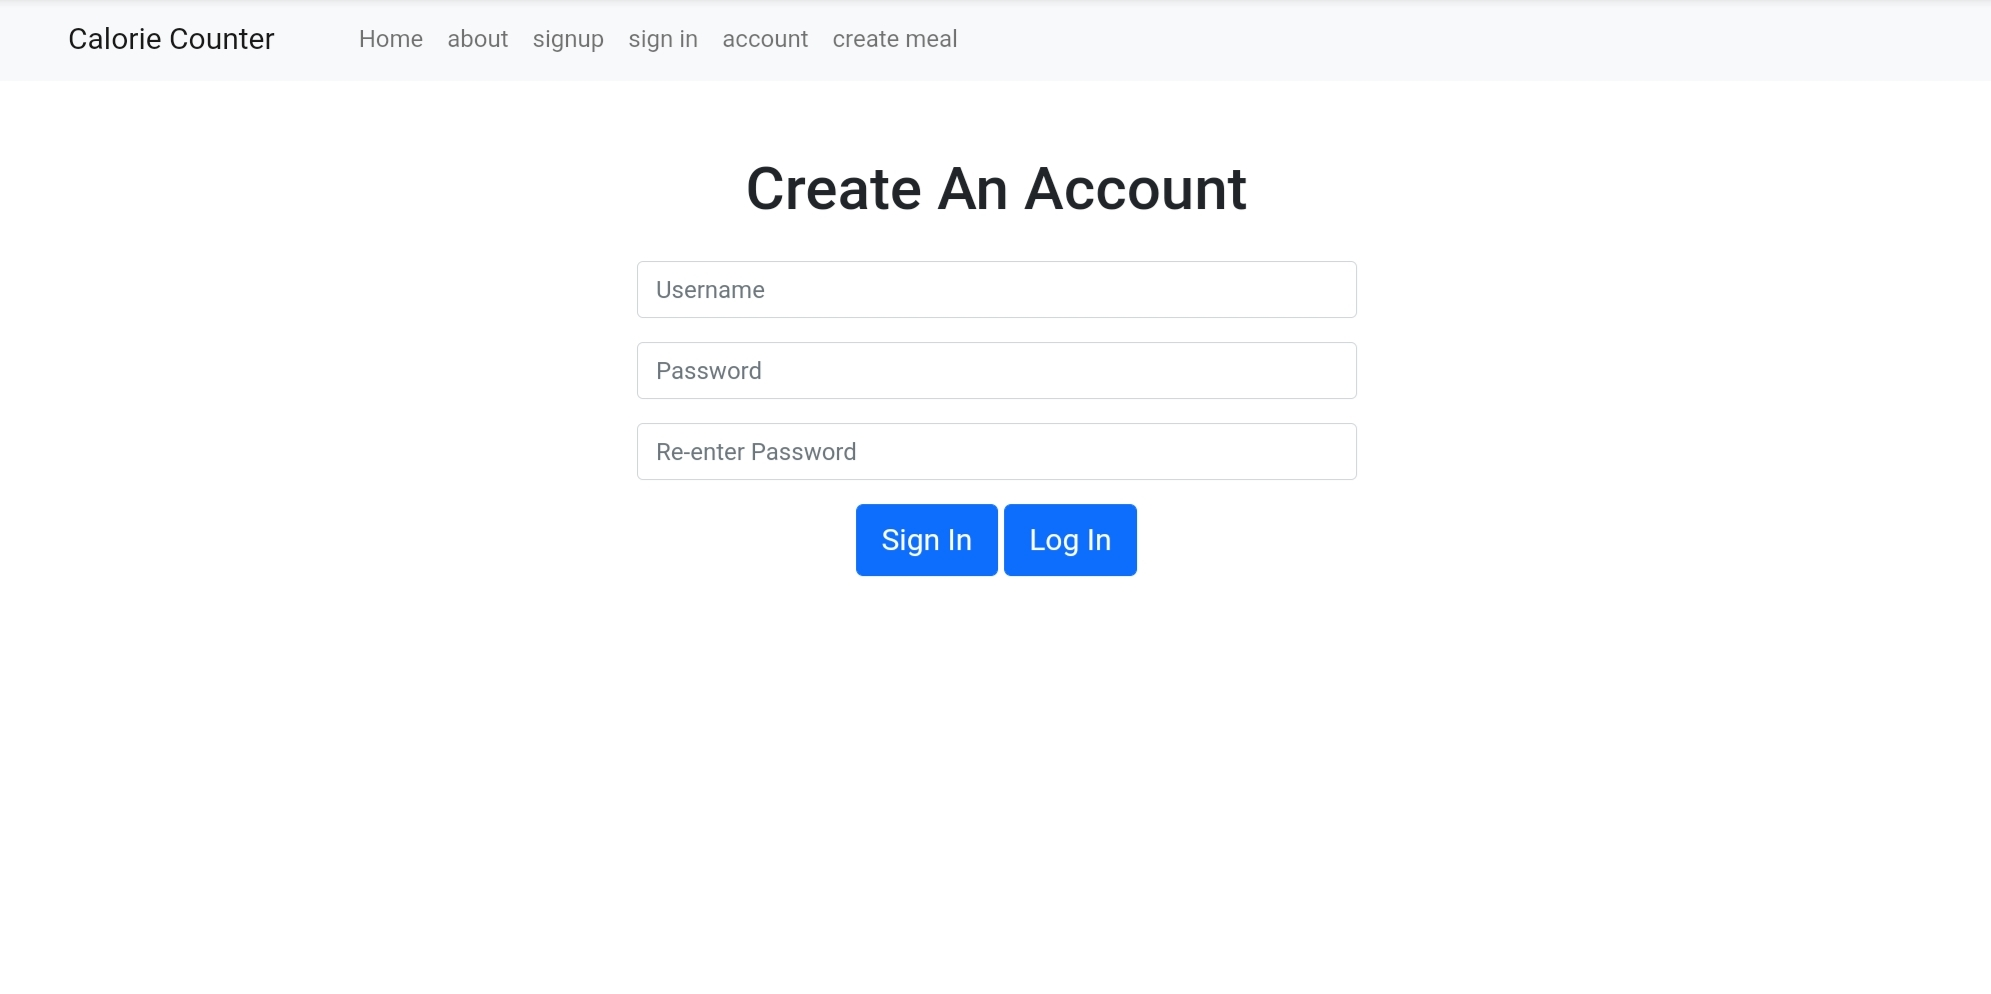 Calorie Counter Home about signup sign in account create meal
Create An Account
Username
Password
Re-enter Password
Sign In Log In